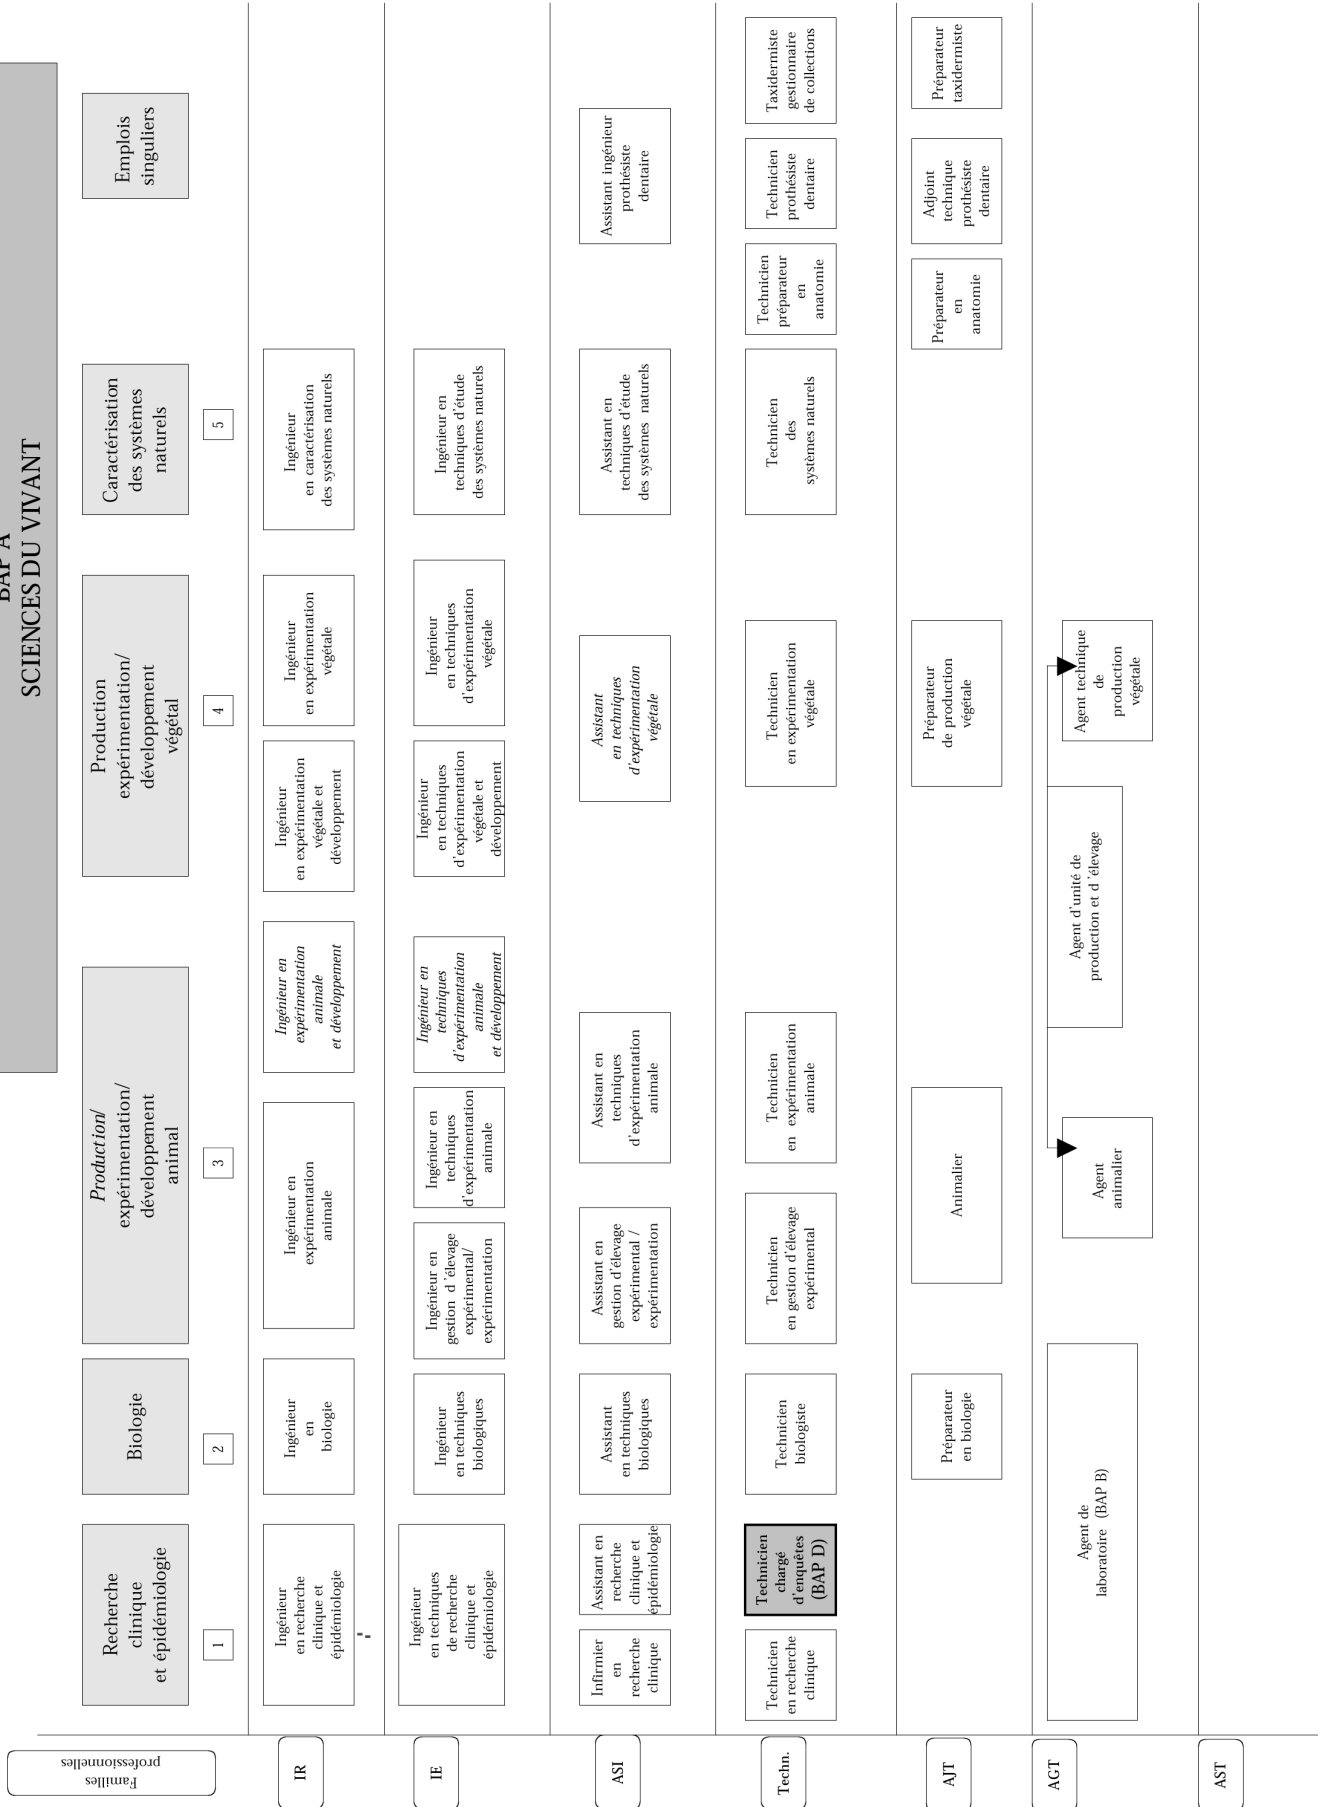 BAP A
SCIENCES DU VIVANT
Familles
professionnelles
Recherche
clinique
et épidémiologie
1
Biologie
2
Production/
expérimentation/
développement
animal
3
Production
expérimentation/
développement
végétal
4
Caractérisation
des systèmes
naturels
5
Emplois
singuliers
IR
Ingénieur
en recherche
clinique et
épidémiologie
Ingénieur
en
biologie
Ingénieur en
expérimentation
animale
Ingénieur en
expérimentation
animale
et développement
Ingénieur
en expérimentation
végétale et
développement
Ingénieur
en expérimentation
végétale
Ingénieur
en caractérisation
des systèmes naturels
IE
Ingénieur
en techniques
de recherche
clinique et
épidémiologie
Ingénieur
en techniques
biologiques
Ingénieur en
gestion d ’élevage
expérimental/
expérimentation
Ingénieur en
techniques
d'expérimentation
animale
Ingénieur en
techniques
d’expérimentation
animale
et développement
Ingénieur
en techniques
d’expérimentation
végétale et
développement
Ingénieur
en techniques
d'expérimentation
végétale
Ingénieur en
techniques d’étude
des systèmes naturels
ASI
Infirmier
en
recherche
clinique
Assistant en
recherche
clinique et
épidémiologie
Assistant
en techniques
biologiques
Assistant en
gestion d’élevage
expérimental /
expérimentation
Assistant en
techniques
d’expérimentation
animale
Assistant
en techniques
d’expérimentation
végétale
Assistant en
techniques d’étude
des systèmes naturels
Assistant ingénieur
prothésiste
dentaire
Techn.
Technicien
en recherche
clinique
Technicien
chargé
d’enquêtes
(BAP D)
Technicien
biologiste
Technicien
en gestion d’élevage
expérimental
Technicien
en expérimentation
animale
Technicien
en expérimentation
végétale
Technicien
des
systèmes naturels
Technicien
préparateur
en
anatomie
Technicien
prothésiste
dentaire
Taxidermiste
gestionnaire
de collections
AJT
Préparateur
en biologie
Animalier
Préparateur
de production
végétale
Préparateur
en
anatomie
Adjoint
technique
prothésiste
dentaire
Préparateur
taxidermiste
AGT
Agent de
laboratoire (BAP B)
Agent
animalier
Agent d’unité de
production et d ’élevage
Agent technique
de
production
végétale
AST